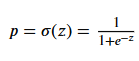 p = σ(z) = 1/(1+e^{-z})